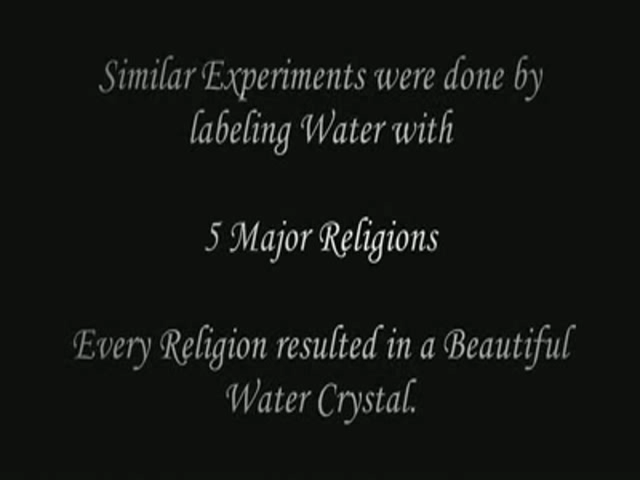 Similar Experiments were done by
labeling Water with
5 Major Religions
Every Religion resulted in a Beautiful
Water Crystal.